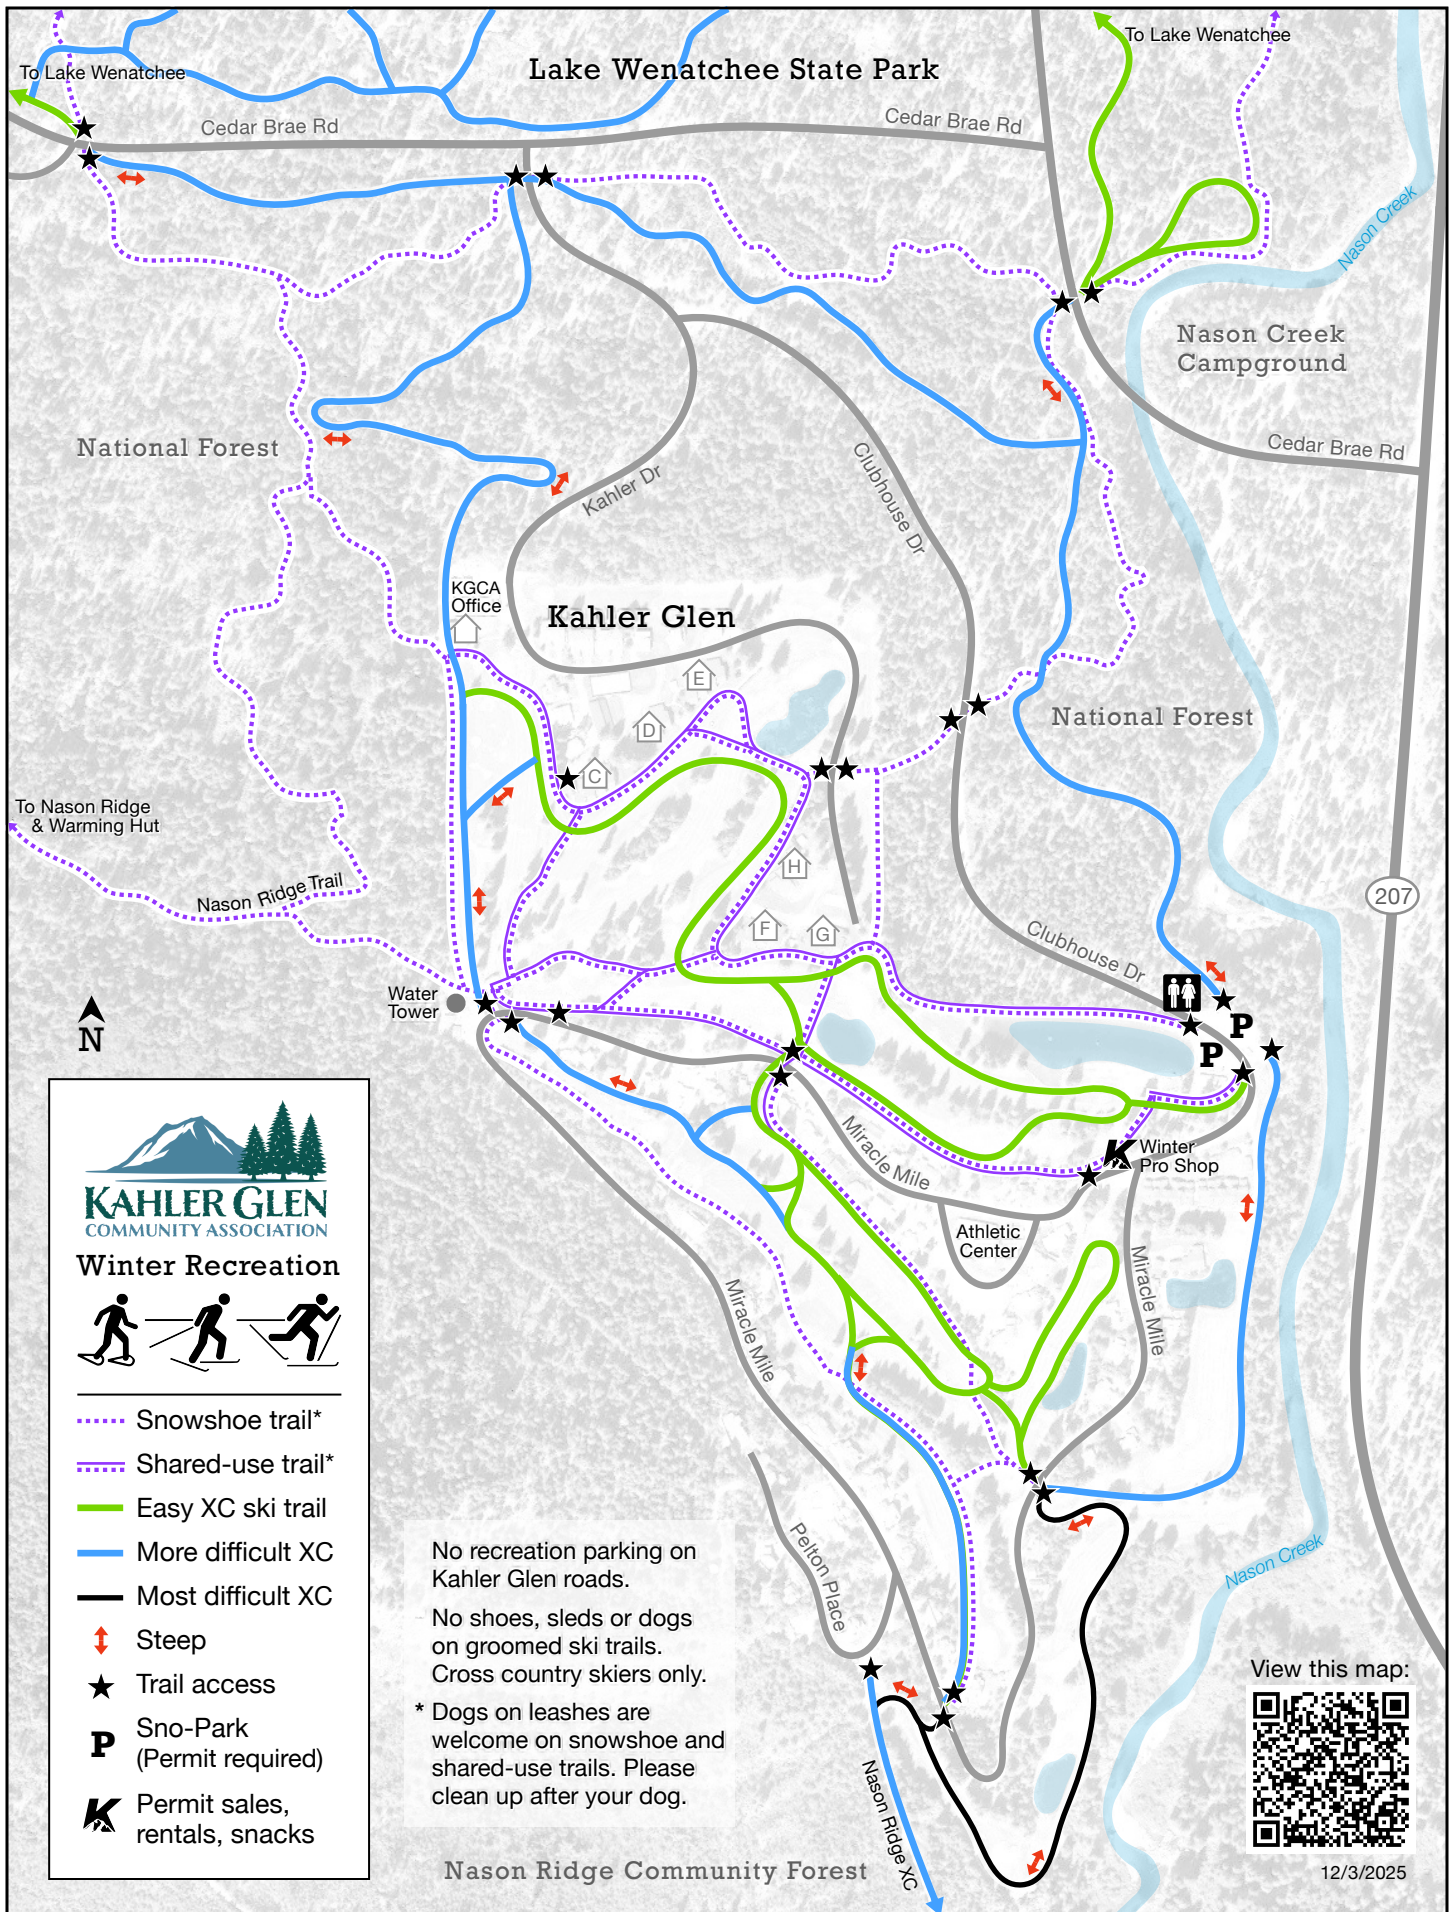 To Lake Wenatchee
To Lake Wenatchee
Lake Wenatchee State Park
Cedar Brae Rd
Cedar Brae Rd
Nason Creek
Nason Creek
Campground
National Forest
Cedar Brae Rd
Kahler Dr
Clubhouse Dr
KGCA
Office
Kahler Glen
E
D
C
National Forest
To Nason Ridge
& Warming Hut
Nason Ridge Trail
H
F
G
207
Clubhouse Dr
Water
Tower
N
P
P
Miracle Mile
Winter
Pro Shop
Athletic
Center
Miracle Mile
Miracle Mile
KAHLER GLEN
COMMUNITY ASSOCIATION
Winter Recreation
Snowshoe trail*
Shared-use trail*
Easy XC ski trail
More difficult XC
Most difficult XC
Steep
Trail access
P
Sno-Park
(Permit required)
K
Permit sales,
rentals, snacks
No recreation parking on
Kahler Glen roads.
No shoes, sleds or dogs
on groomed ski trails.
Cross country skiers only.
* Dogs on leashes are
welcome on snowshoe and
shared-use trails. Please
clean up after your dog.
Pelton Place
Nason Creek
Nason Ridge XC
Nason Ridge Community Forest
View this map:
12/3/2025